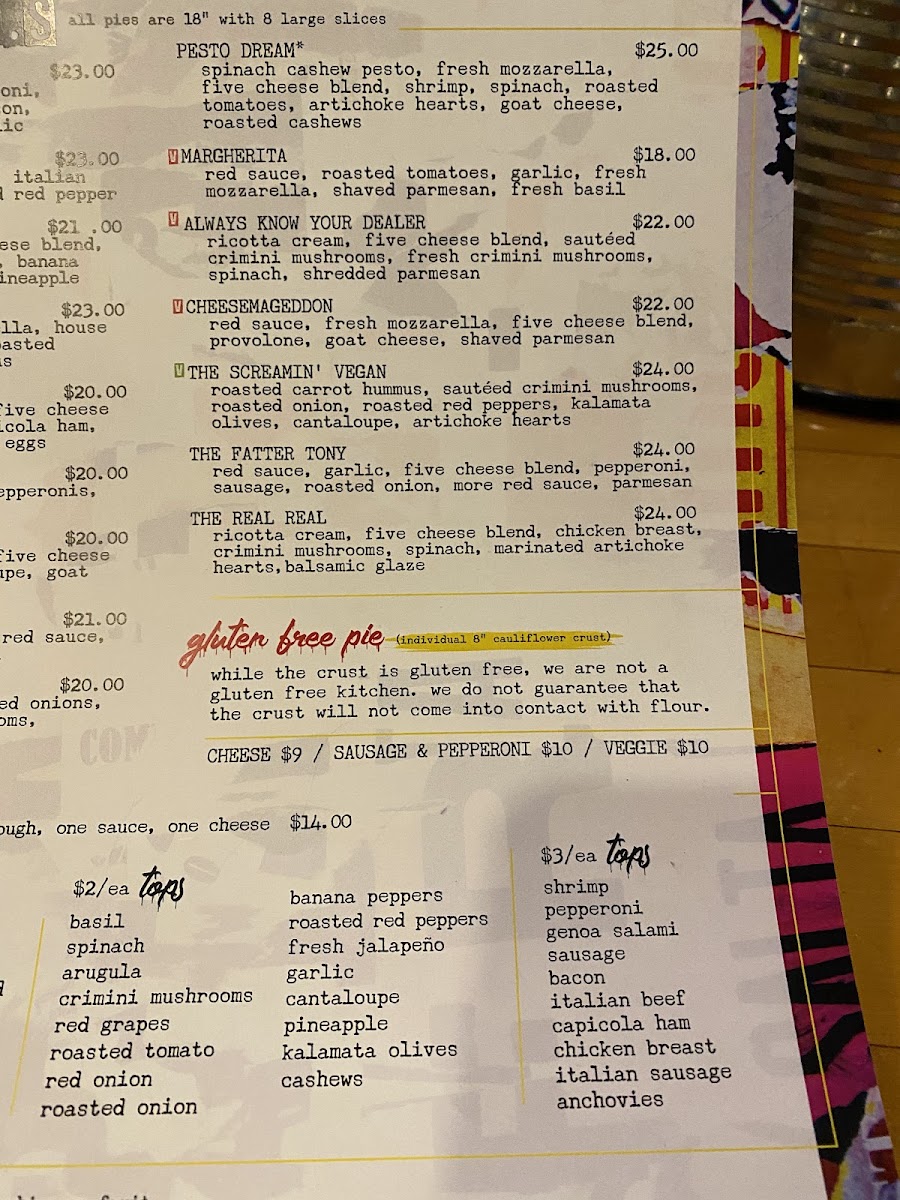 all pies are 18" with 8 large slices
$23.00
oni,
on,
lic
$23.00
italian
red pepper
$21 .00
ese blend,
, banana
ineapple
$23.00
lla, house
asted
$20.00
five cheese
icola ham,
eggs
$20.00
epperonis,
$20.00
five cheese
upe, goat
$21.00
red sauce,
$20.00
ed onions,
oms,
PESTO DREAM* $25.00
spinach cashew pesto, fresh mozzarella,
five cheese blend, shrimp, spinach, roasted
tomatoes, artichoke hearts, goat cheese,
roasted cashews
V MARGHERITA $18.00
red sauce, roasted tomatoes, garlic, fresh
mozzarella, shaved parmesan, fresh basil
V ALWAYS KNOW YOUR DEALER $22.00
ricotta cream, five cheese blend, sautéed
crimini mushrooms, fresh crimini mushrooms,
spinach, shredded parmesan
V CHEESEMAGEDDON $22.00
red sauce, fresh mozzarella, five cheese blend,
provolone, goat cheese, shaved parmesan
V THE SCREAMIN' VEGAN $24.00
roasted carrot hummus, sautéed crimini mushrooms,
roasted onion, roasted red peppers, kalamata
olives, cantaloupe, artichoke hearts
THE FATTER TONY $24.00
red sauce, garlic, five cheese blend, pepperoni,
sausage, roasted onion, more red sauce, parmesan
THE REAL REAL $24.00
ricotta cream, five cheese blend, chicken breast,
crimini mushrooms, spinach, marinated artichoke
hearts, balsamic glaze
gluten free pie (individual 8" cauliflower crust)
while the crust is gluten free, we are not a
gluten free kitchen. we do not guarantee that
the crust will not come into contact with flour.
CHEESE $9 / SAUSAGE & PEPPERONI $10 / VEGGIE $10
ough, one sauce, one cheese $14.00
$2/ea tops
basil
spinach
arugula
crimini mushrooms
red grapes
roasted tomato
red onion
roasted onion
banana peppers
roasted red peppers
fresh jalapeño
garlic
cantaloupe
pineapple
kalamata olives
cashews
$3/ea tops
shrimp
pepperoni
genoa salami
sausage
bacon
italian beef
capicola ham
chicken breast
italian sausage
anchovies